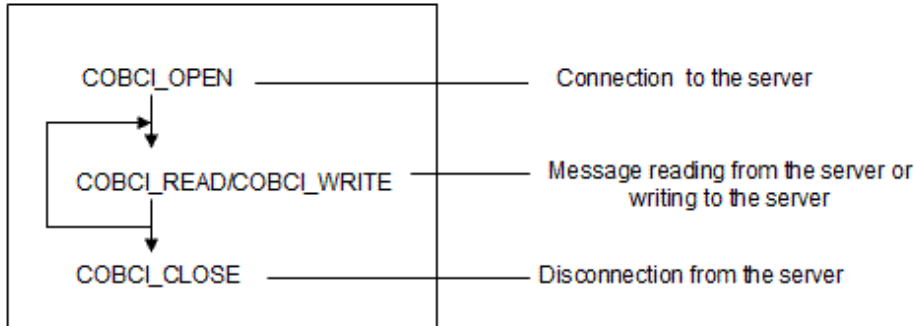 COBCI_OPEN
Connection to the server
COBCI_READ/COBCI_WRITE
Message reading from the server or
writing to the server
COBCI_CLOSE
Disconnection from the server